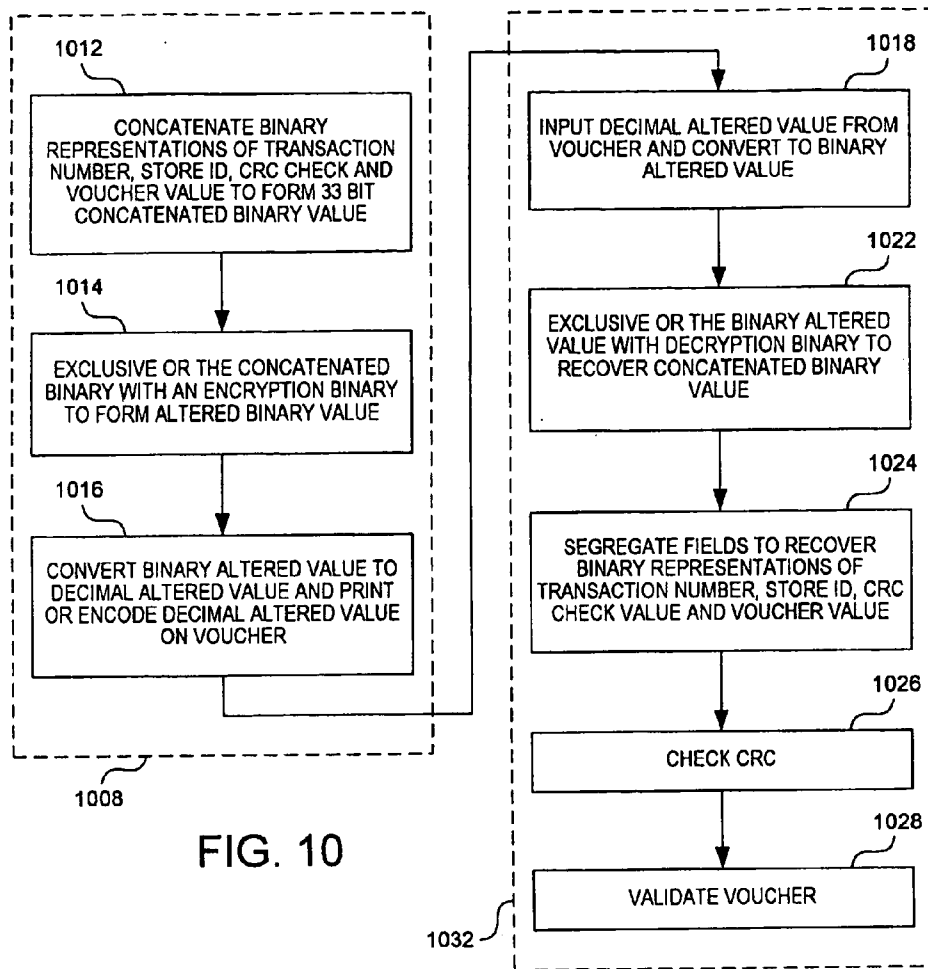 1012
CONCATENATE BINARY
REPRESENTATIONS OF TRANSACTION
NUMBER, STORE ID, CRC CHECK AND
VOUCHER VALUE TO FORM 33 BIT
CONCATENATED BINARY VALUE
1014
EXCLUSIVE OR THE CONCATENATED
BINARY WITH AN ENCRYPTION BINARY
TO FORM ALTERED BINARY VALUE
1016
CONVERT BINARY ALTERED VALUE TO
DECIMAL ALTERED VALUE AND PRINT
OR ENCODE DECIMAL ALTERED VALUE
ON VOUCHER
1008
FIG. 10
1018
INPUT DECIMAL ALTERED VALUE FROM
VOUCHER AND CONVERT TO BINARY
ALTERED VALUE
1022
EXCLUSIVE OR THE BINARY ALTERED
VALUE WITH DECRYPTION BINARY TO
RECOVER CONCATENATED BINARY
VALUE
1024
SEGREGATE FIELDS TO RECOVER
BINARY REPRESENTATIONS OF
TRANSACTION NUMBER, STORE ID, CRC
CHECK VALUE AND VOUCHER VALUE
1026
CHECK CRC
1028
VALIDATE VOUCHER
1032